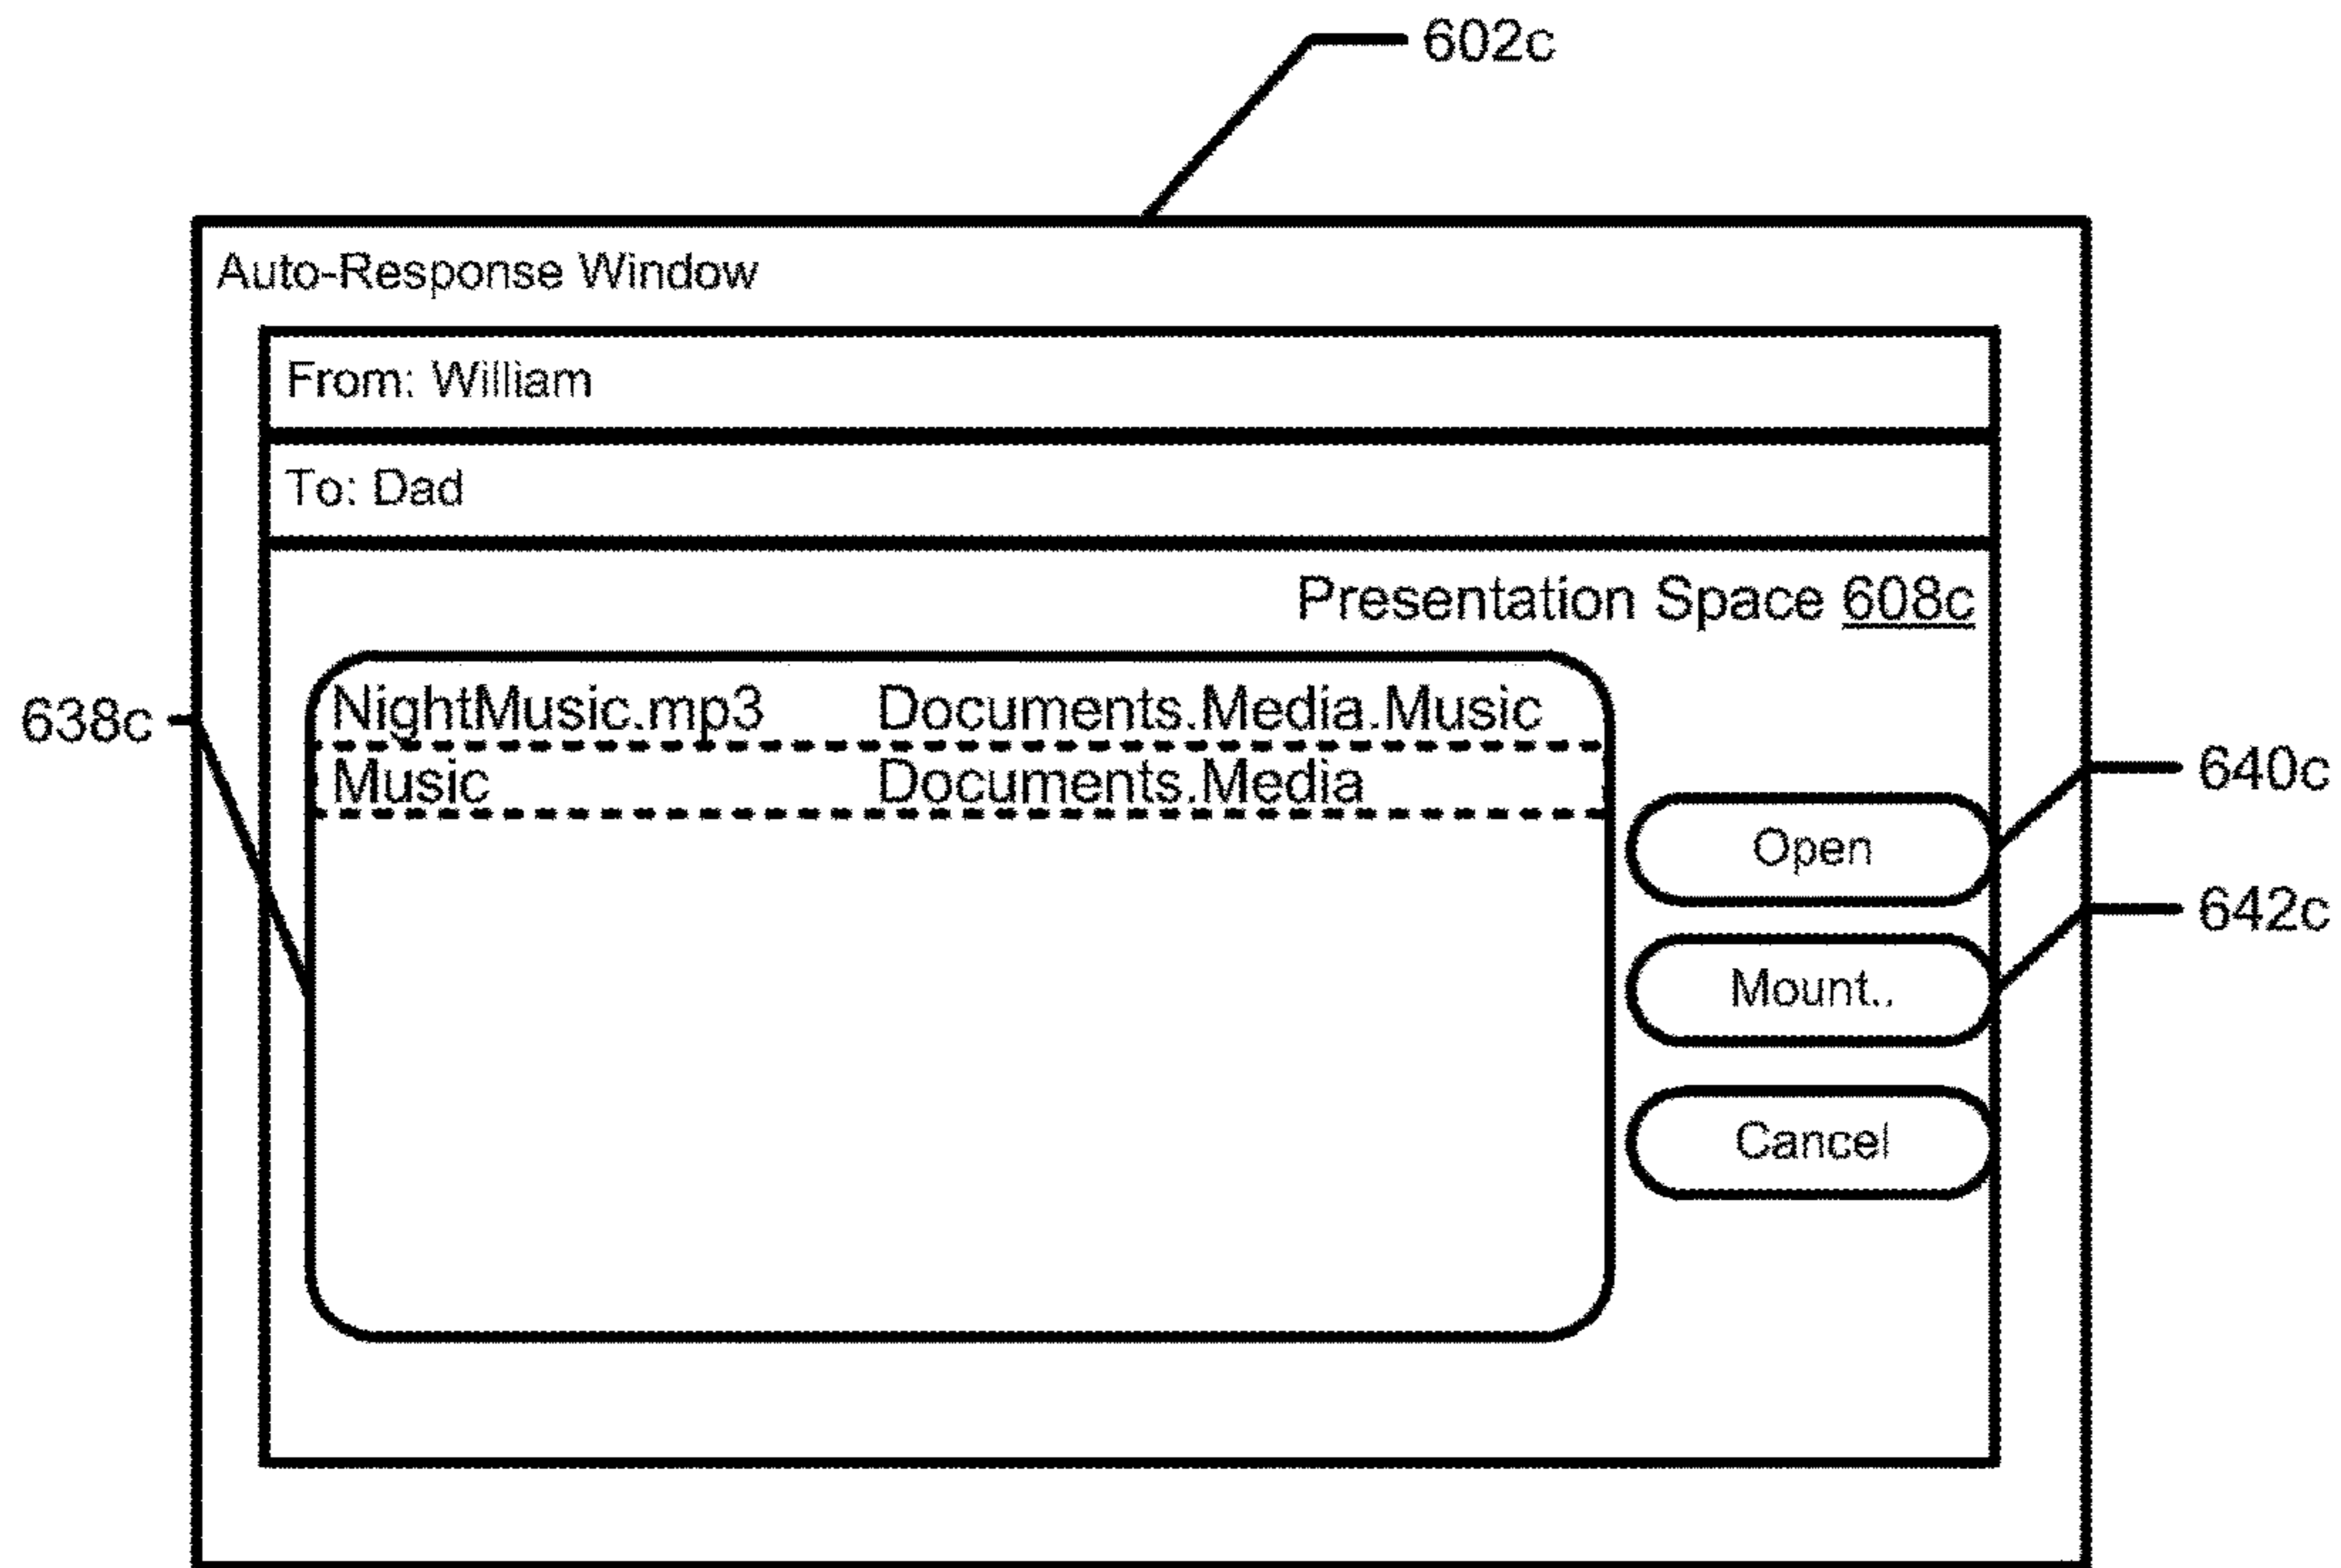 602c
Auto-Response Window
From: William
To: Dad
Presentation Space 608c
638c
NightMusic.mp3 Documents.Media.Music
Music Documents.Media
640c
Open
642c
Mount..
Cancel